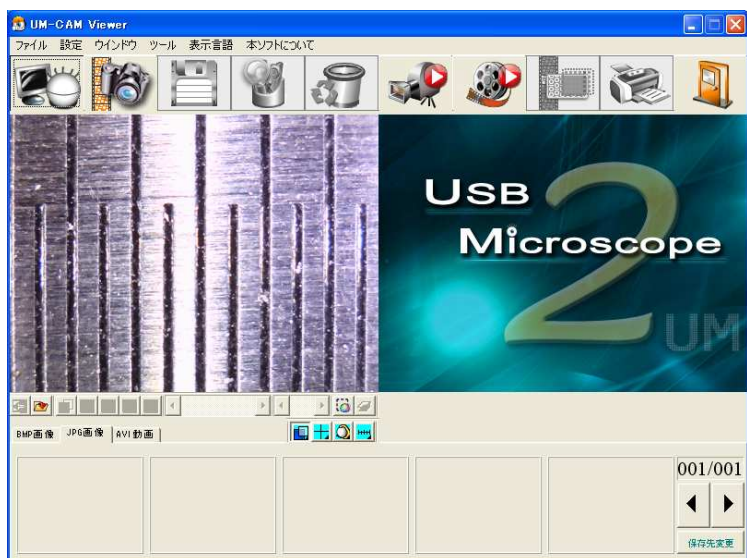 UM-CAM Viewer
ファイル 設定 ウインドウ ツール 表示言語 本ソフトについて
USB
Microscope
2
UM
BMP画像 JPG画像 AVI動画
001/001
保存先変更